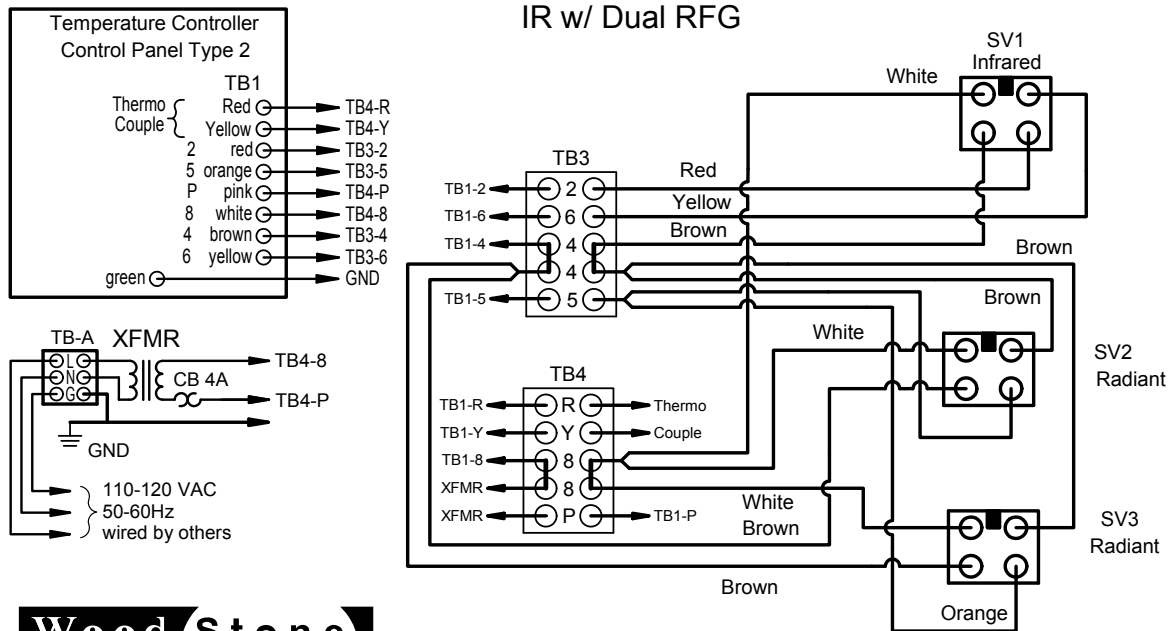 IR w/ Dual RFG
Temperature Controller
Control Panel Type 2
TB1
Thermo
Couple
Red TB4-R
Yellow TB4-Y
2 red TB3-2
5 orange TB3-5
P pink TB4-P
8 white TB4-8
4 brown TB3-4
6 yellow TB3-6
green GND
TB-A XFMR
L
N
G
CB 4A
TB4-8
TB4-P
GND
110-120 VAC
50-60Hz
wired by others
TB3
TB1-2 2 Red
TB1-6 6 Yellow
TB1-4 4 Brown
4
TB1-5 5
TB4
TB1-R R Thermo
TB1-Y Y Couple
TB1-8 8
XFMR 8
XFMR P TB1-P
White
SV1
Infrared
Brown
Brown
White
SV2
Radiant
White
Brown
SV3
Radiant
Brown
Orange
Wood Stone